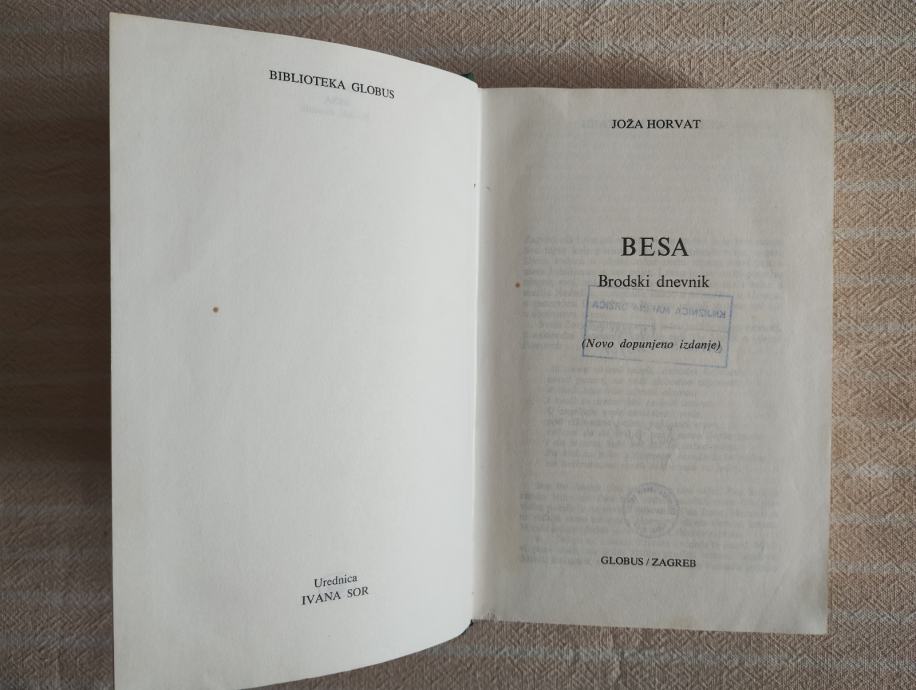 BIBLIOTEKA GLOBUS
Urednica
IVANA SOR
JOŽA HORVAT
BESA
Brodski dnevnik
(Novo dopunjeno izdanje)
GLOBUS / ZAGREB